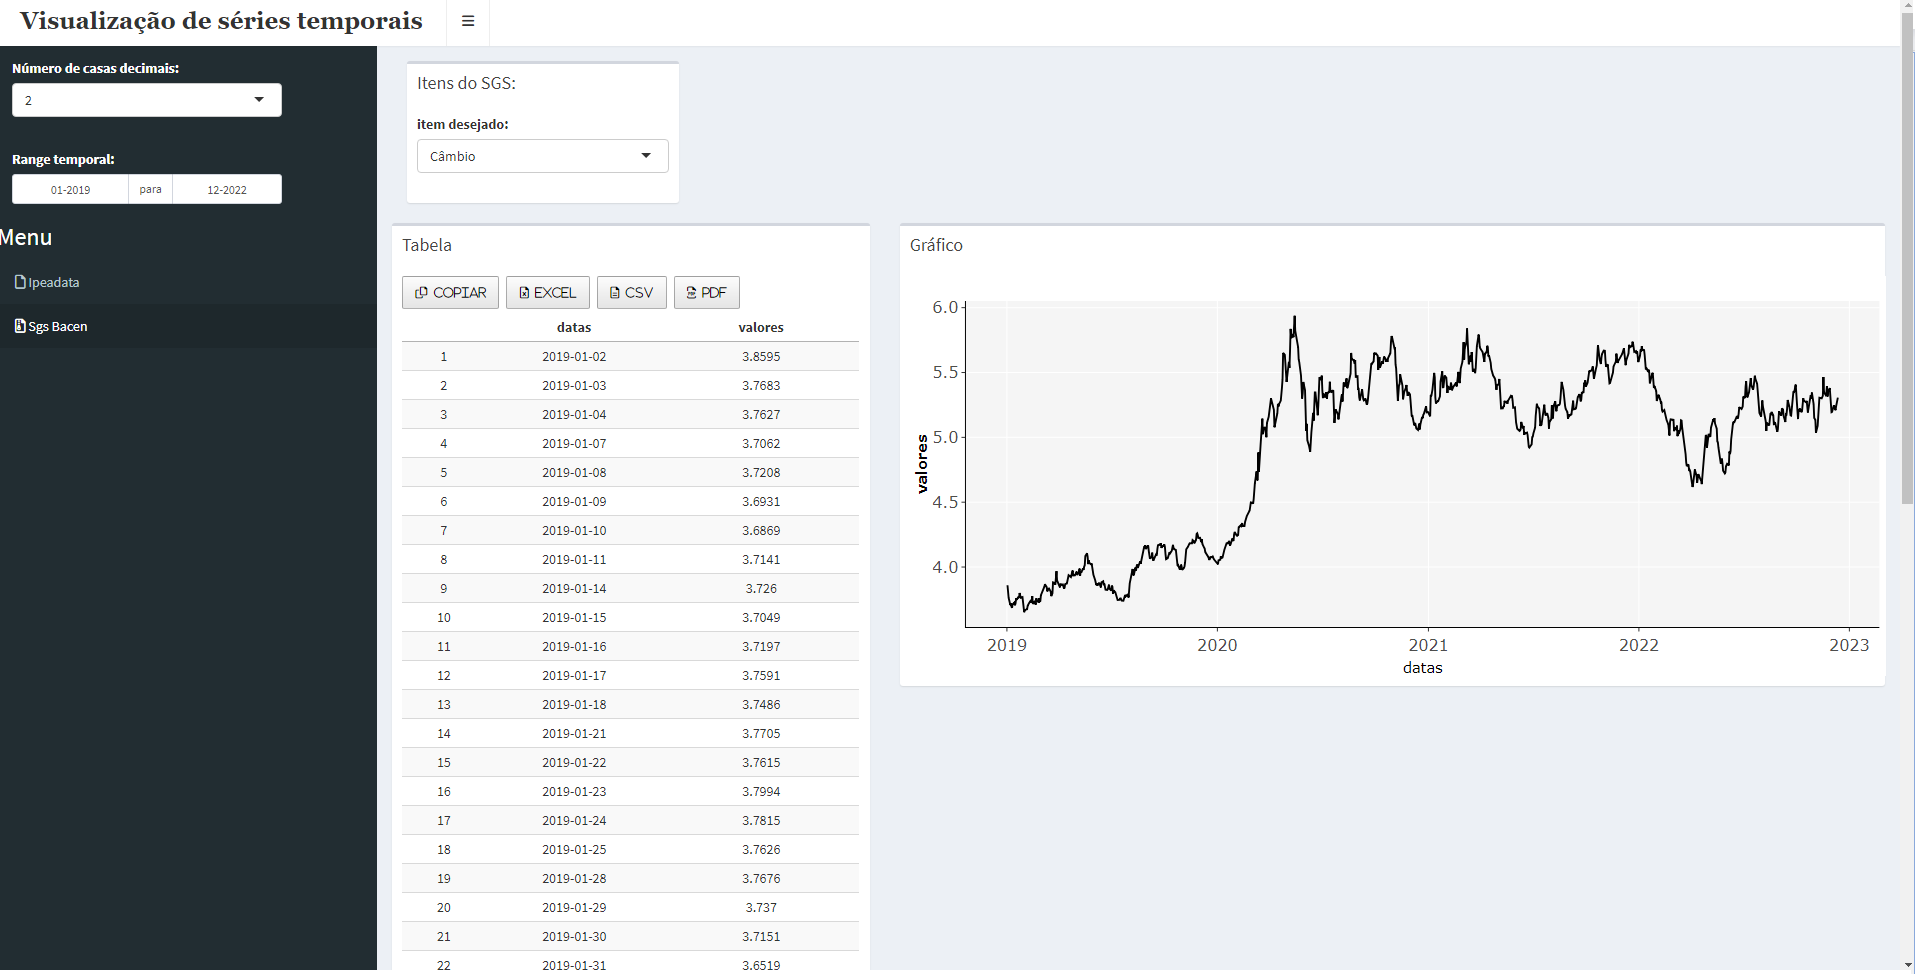 Visualização de séries temporais
Número de casas decimais:
2
Range temporal:
01-2019 para 12-2022
Menu
Ipeadata
Sgs Bacen
Itens do SGS:
item desejado:
Câmbio
Tabela
COPIAR EXCEL CSV PDF
datas valores
1 2019-01-02 3.8595
2 2019-01-03 3.7683
3 2019-01-04 3.7627
4 2019-01-07 3.7062
5 2019-01-08 3.7208
6 2019-01-09 3.6931
7 2019-01-10 3.6869
8 2019-01-11 3.7141
9 2019-01-14 3.726
10 2019-01-15 3.7049
11 2019-01-16 3.7197
12 2019-01-17 3.7591
13 2019-01-18 3.7486
14 2019-01-21 3.7705
15 2019-01-22 3.7615
16 2019-01-23 3.7994
17 2019-01-24 3.7815
18 2019-01-25 3.7626
19 2019-01-28 3.7676
20 2019-01-29 3.737
21 2019-01-30 3.7151
22 2019-01-31 3.6519
Gráfico
valores
6.0
5.5
5.0
4.5
4.0
2019 2020 2021 2022 2023
datas